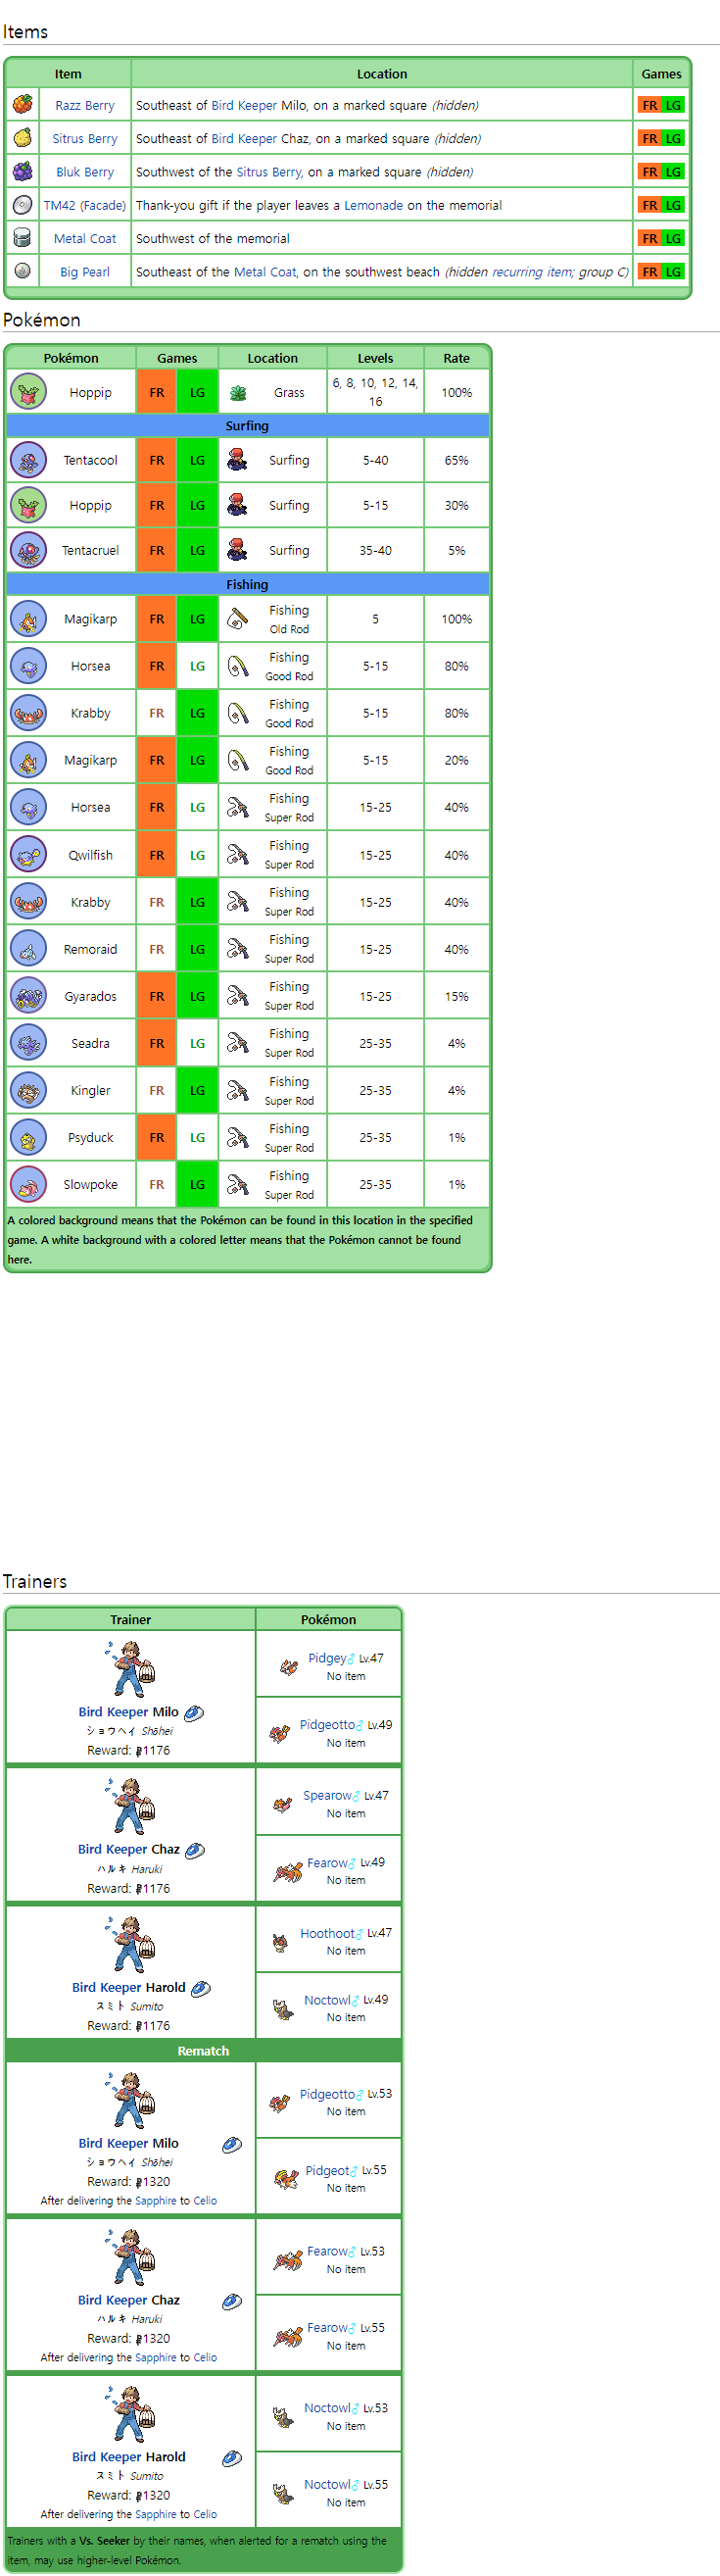 Items
Item Location Games
Razz Berry Southeast of Bird Keeper Milo, on a marked square (hidden) FR LG
Sitrus Berry Southeast of Bird Keeper Chaz, on a marked square (hidden) FR LG
Bluk Berry Southwest of the Sitrus Berry, on a marked square (hidden) FR LG
TM42 (Facade) Thank-you gift if the player leaves a Lemonade on the memorial FR LG
Metal Coat Southwest of the memorial FR LG
Big Pearl Southeast of the Metal Coat, on the southwest beach (hidden recurring item; group C) FR LG
Pokémon
Pokémon Games Location Levels Rate
Hoppip FR LG Grass 6, 8, 10, 12, 14,
16 100%
Surfing
Tentacool FR LG Surfing 5-40 65%
Hoppip FR LG Surfing 5-15 30%
Tentacruel FR LG Surfing 35-40 5%
Fishing
Magikarp FR LG Fishing 5 100%
Old Rod
Horsea FR LG Fishing 5-15 80%
Good Rod
Krabby FR LG Fishing 5-15 80%
Good Rod
Magikarp FR LG Fishing 5-15 20%
Good Rod
Horsea FR LG Fishing 15-25 40%
Super Rod
Qwilfish FR LG Fishing 15-25 40%
Super Rod
Krabby FR LG Fishing 15-25 40%
Super Rod
Remoraid FR LG Fishing 15-25 40%
Super Rod
Gyarados FR LG Fishing 15-25 15%
Super Rod
Seadra FR LG Fishing 25-35 4%
Super Rod
Kingler FR LG Fishing 25-35 4%
Super Rod
Psyduck FR LG Fishing 25-35 1%
Super Rod
Slowpoke FR LG Fishing 25-35 1%
Super Rod
A colored background means that the Pokémon can be found in this location in the specified
game. A white background with a colored letter means that the Pokémon cannot be found
here.
Trainers
Trainer Pokémon
Bird Keeper Milo
ショウヘイ Shōhei
Reward: 1176
Pidgey♂ Lv.47
No item
Pidgeotto♂ Lv.49
No item
Bird Keeper Chaz
ハルキ Haruki
Reward: 1176
Spearow♂ Lv.47
No item
Fearow♂ Lv.49
No item
Bird Keeper Harold
スミト Sumito
Reward: 1176
Hoothoot♂ Lv.47
No item
Noctowl♂ Lv.49
No item
Rematch
Bird Keeper Milo
ショウヘイ Shōhei
Reward: 1320
After delivering the Sapphire to Celio
Pidgeotto♂ Lv.53
No item
Pidgeot♂ Lv.55
No item
Bird Keeper Chaz
ハルキ Haruki
Reward: 1320
After delivering the Sapphire to Celio
Fearow♂ Lv.53
No item
Fearow♂ Lv.55
No item
Bird Keeper Harold
スミト Sumito
Reward: 1320
After delivering the Sapphire to Celio
Noctowl♂ Lv.53
No item
Noctowl♂ Lv.55
No item
Trainers with a Vs. Seeker by their names, when alerted for a rematch using the
item, may use higher-level Pokémon.